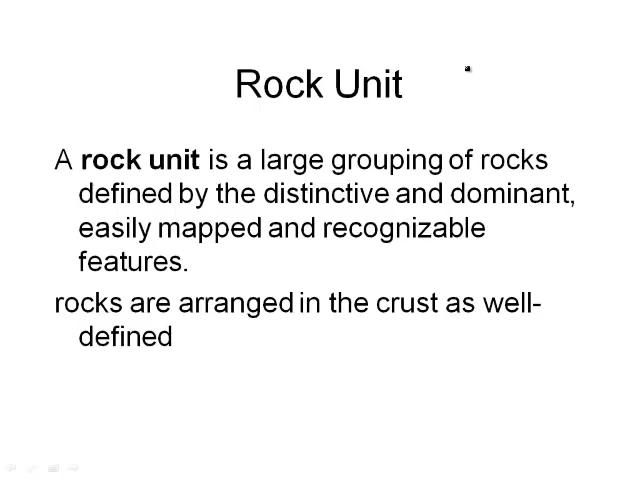 Rock Unit
A rock unit is a large grouping of rocks
defined by the distinctive and dominant,
easily mapped and recognizable
features.
rocks are arranged in the crust as well-
defined